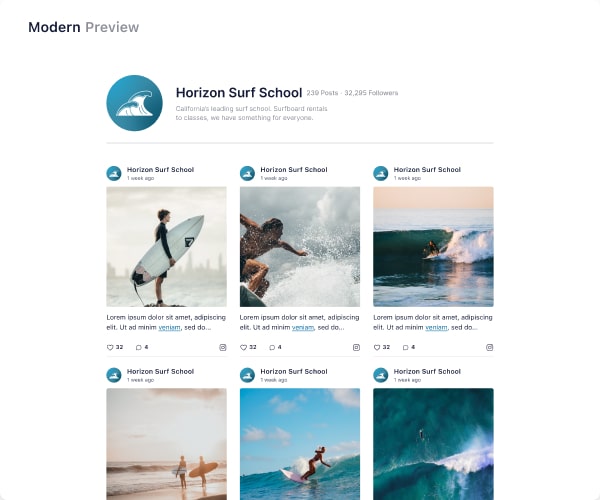 Modern Preview
Horizon Surf School 239 Posts · 32,295 Followers
California's leading surf school. Surfboard rentals
to classes, we have something for everyone.
Horizon Surf School
1 week ago
Horizon Surf School
1 week ago
Horizon Surf School
1 week ago
Lorem ipsum dolor sit amet, adipiscing
elit. Ut ad minim veniam, sed do...
Lorem ipsum dolor sit amet, adipiscing
elit. Ut ad minim veniam, sed do...
Lorem ipsum dolor sit amet, adipiscing
elit. Ut ad minim veniam, sed do...
32 4
32 4
32 4
Horizon Surf School
1 week ago
Horizon Surf School
1 week ago
Horizon Surf School
1 week ago